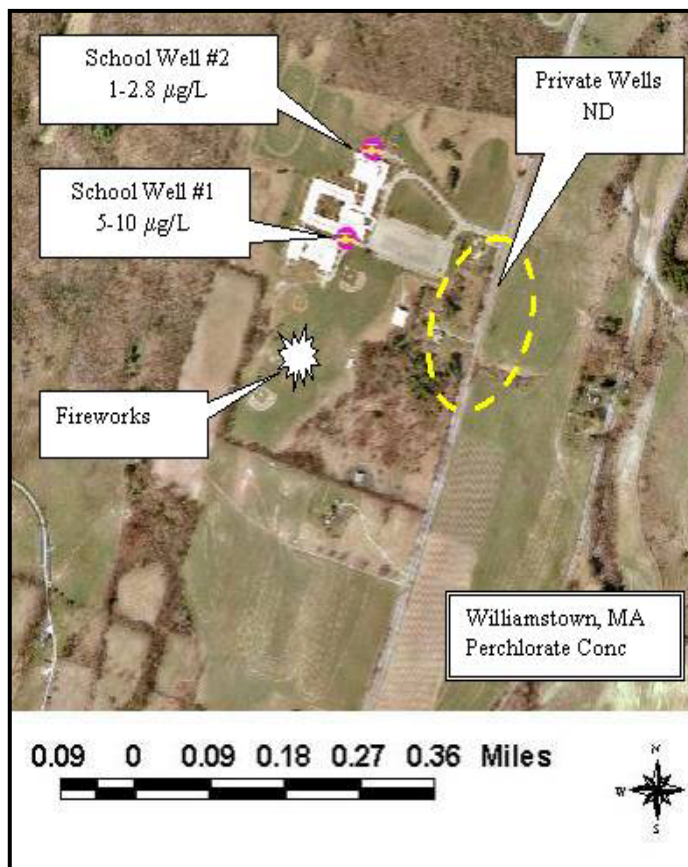 School Well #2
1-2.8 µg/L
Private Wells
ND
School Well #1
5-10 µg/L
Fireworks
Williamstown, MA
Perchlorate Conc
0.09 0 0.09 0.18 0.27 0.36 Miles
N
W E
S